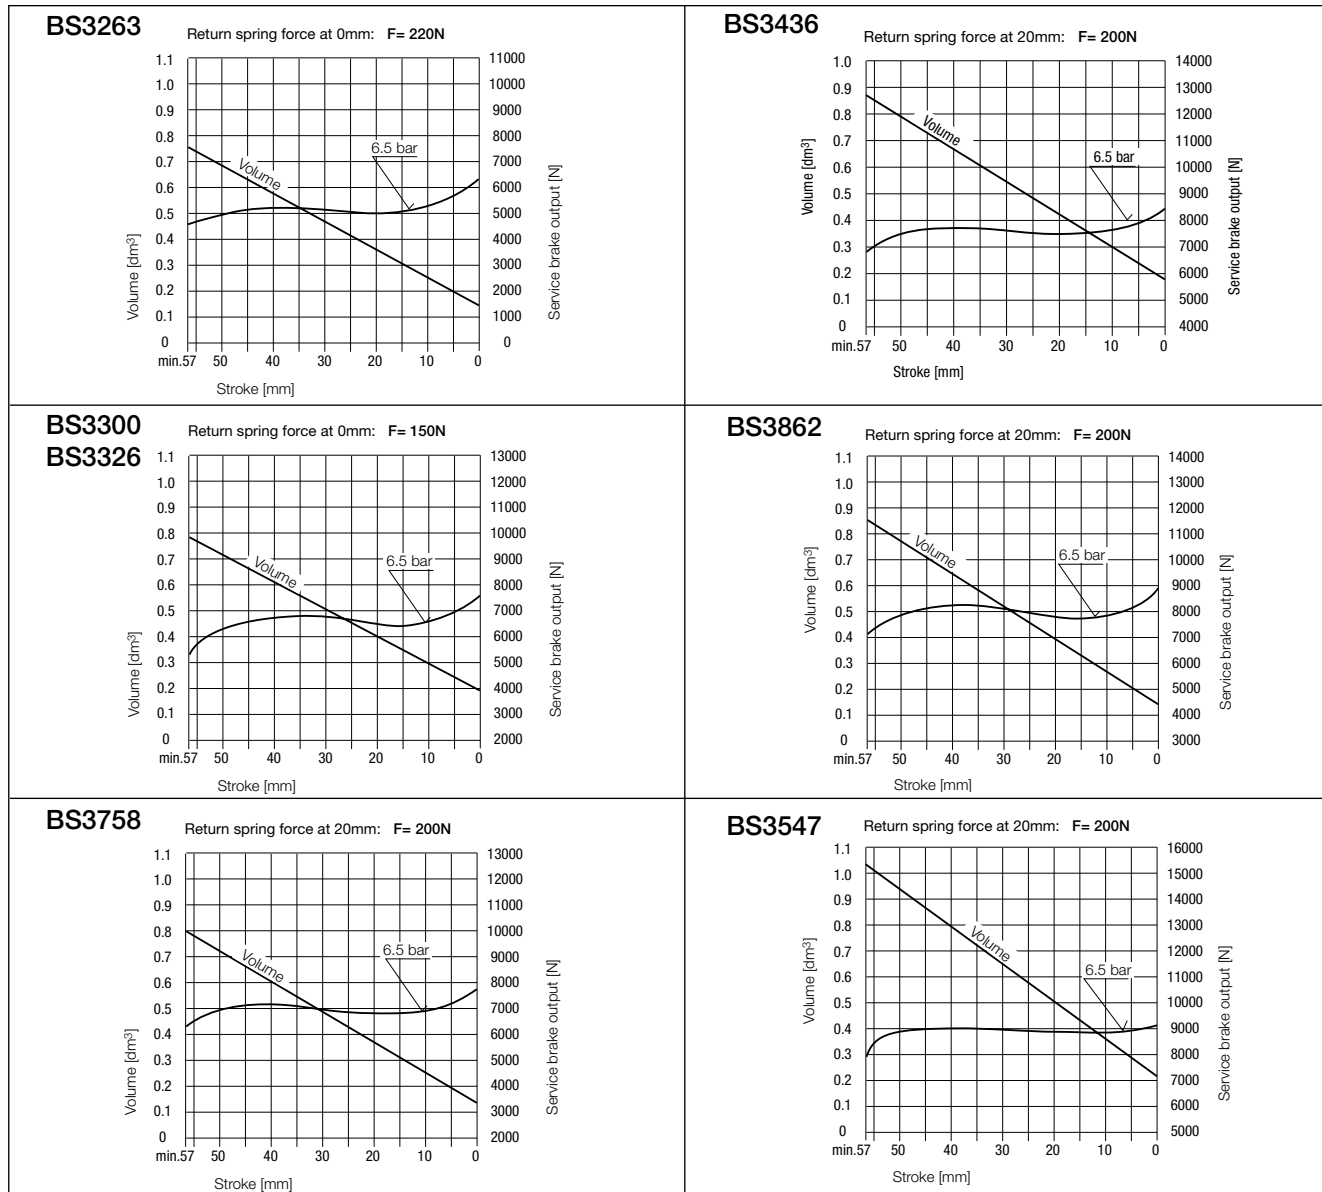 BS3263
Return spring force at 0mm: F= 220N
1.1
1.0
0.9
0.8
0.7
0.6
0.5
0.4
0.3
0.2
0.1
0
Volume [dm³]
Volume
6.5 bar
11000
10000
9000
8000
7000
6000
5000
4000
3000
2000
1000
0
Service brake output [N]
min.57 50 40 30 20 10 0
Stroke [mm]
BS3436
Return spring force at 20mm: F= 200N
1.0
0.9
0.8
0.7
0.6
0.5
0.4
0.3
0.2
0.1
0
Volume [dm³]
Volume
6.5 bar
14000
13000
12000
11000
10000
9000
8000
7000
6000
5000
4000
Service brake output [N]
min.57 50 40 30 20 10 0
Stroke [mm]
BS3300
BS3326
Return spring force at 0mm: F= 150N
1.1
1.0
0.9
0.8
0.7
0.6
0.5
0.4
0.3
0.2
0.1
0
Volume [dm³]
Volume
6.5 bar
13000
12000
11000
10000
9000
8000
7000
6000
5000
4000
3000
2000
Service brake output [N]
min.57 50 40 30 20 10 0
Stroke [mm]
BS3862
Return spring force at 20mm: F= 200N
1.1
1.0
0.9
0.8
0.7
0.6
0.5
0.4
0.3
0.2
0.1
0
Volume [dm³]
Volume
6.5 bar
14000
13000
12000
11000
10000
9000
8000
7000
6000
5000
4000
3000
Service brake output [N]
min.57 50 40 30 20 10 0
Stroke [mm]
BS3758
Return spring force at 20mm: F= 200N
1.1
1.0
0.9
0.8
0.7
0.6
0.5
0.4
0.3
0.2
0.1
0
Volume [dm³]
Volume
6.5 bar
13000
12000
11000
10000
9000
8000
7000
6000
5000
4000
3000
2000
Service brake output [N]
min.57 50 40 30 20 10 0
Stroke [mm]
BS3547
Return spring force at 20mm: F= 200N
1.1
1.0
0.9
0.8
0.7
0.6
0.5
0.4
0.3
0.2
0.1
0
Volume [dm³]
Volume
6.5 bar
16000
15000
14000
13000
12000
11000
10000
9000
8000
7000
6000
5000
Service brake output [N]
min.57 50 40 30 20 10 0
Stroke [mm]